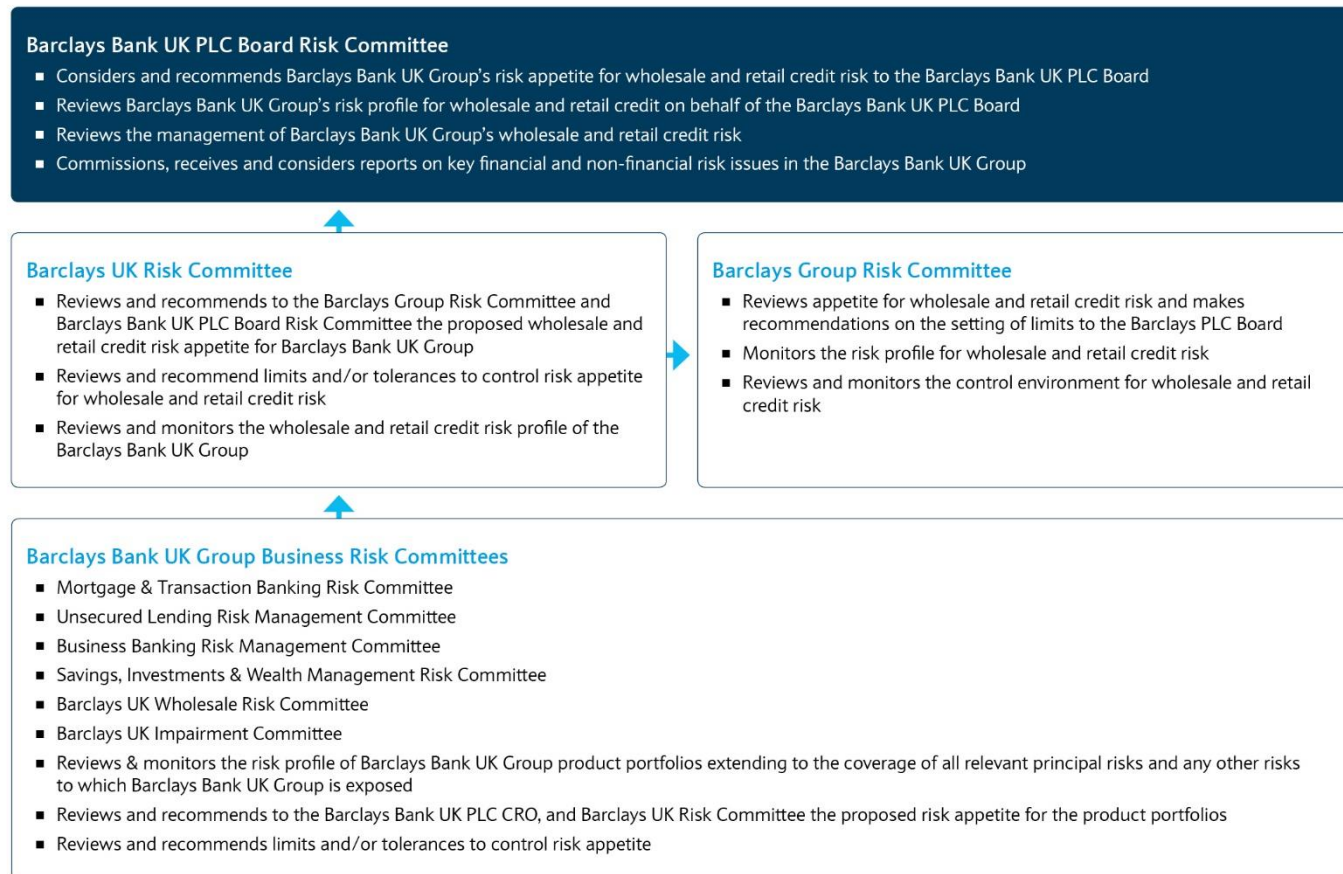 Barclays Bank UK PLC Board Risk Committee
■ Considers and recommends Barclays Bank UK Group’s risk appetite for wholesale and retail credit risk to the Barclays Bank UK PLC Board
■ Reviews Barclays Bank UK Group’s risk profile for wholesale and retail credit on behalf of the Barclays Bank UK PLC Board
■ Reviews the management of Barclays Bank UK Group’s wholesale and retail credit risk
■ Commissions, receives and considers reports on key financial and non-financial risk issues in the Barclays Bank UK Group
Barclays UK Risk Committee
■ Reviews and recommends to the Barclays Group Risk Committee and
Barclays Bank UK PLC Board Risk Committee the proposed wholesale and
retail credit risk appetite for Barclays Bank UK Group
■ Reviews and recommend limits and/or tolerances to control risk appetite
for wholesale and retail credit risk
■ Reviews and monitors the wholesale and retail credit risk profile of the
Barclays Bank UK Group
Barclays Group Risk Committee
■ Reviews appetite for wholesale and retail credit risk and makes
recommendations on the setting of limits to the Barclays PLC Board
■ Monitors the risk profile for wholesale and retail credit risk
■ Reviews and monitors the control environment for wholesale and retail
credit risk
Barclays Bank UK Group Business Risk Committees
■ Mortgage & Transaction Banking Risk Committee
■ Unsecured Lending Risk Management Committee
■ Business Banking Risk Management Committee
■ Savings, Investments & Wealth Management Risk Committee
■ Barclays UK Wholesale Risk Committee
■ Barclays UK Impairment Committee
■ Reviews & monitors the risk profile of Barclays Bank UK Group product portfolios extending to the coverage of all relevant principal risks and any other risks
to which Barclays Bank UK Group is exposed
■ Reviews and recommends to the Barclays Bank UK PLC CRO, and Barclays UK Risk Committee the proposed risk appetite for the product portfolios
■ Reviews and recommends limits and/or tolerances to control risk appetite